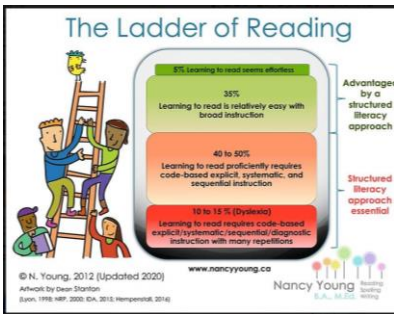 The Ladder of Reading
5% Learning to read seems effortless
35%
Learning to read is relatively easy with
broad instruction
40 to 50%
Learning to read proficiently requires
code-based explicit, systematic, and
sequential instruction
10 to 15 % (Dyslexia)
Learning to read requires code-based
explicit/systematic/sequential/diagnostic
instruction with many repetitions
Advantaged
by a
structured
literacy
approach
Structured
literacy
approach
essential
www.nancyyoung.ca
© N. Young, 2012 (Updated 2020)
Artwork by Dean Stanton
(Lyon, 1998; NRP, 2000; IDA, 2015; Hempenstall, 2016)
Nancy Young
B.A., M.Ed.
Reading
Spelling
Writing